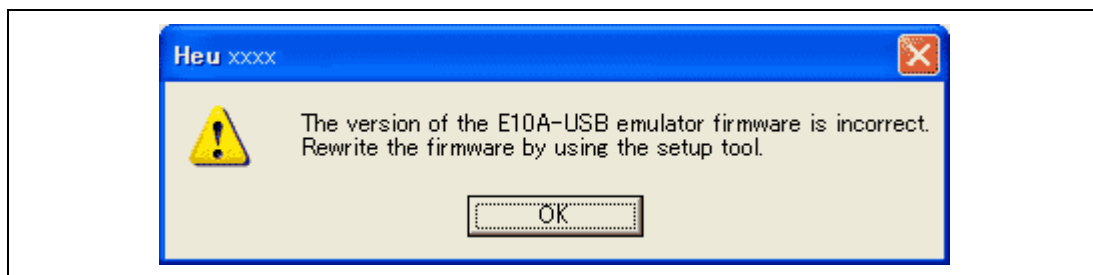 Heu xxxx
The version of the E10A-USB emulator firmware is incorrect.
Rewrite the firmware by using the setup tool.
OK